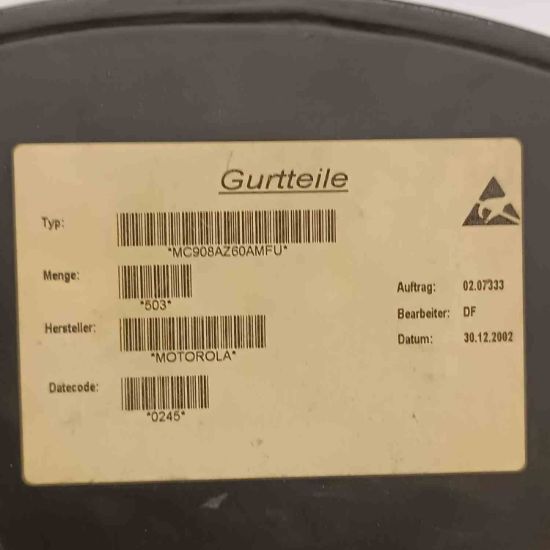 Gurtteile
Typ:
*MC908AZ60AMFU*
Menge:
*503*
Hersteller:
*MOTOROLA*
Datecode:
*0245*
Auftrag: 02.07333
Bearbeiter: DF
Datum: 30.12.2002